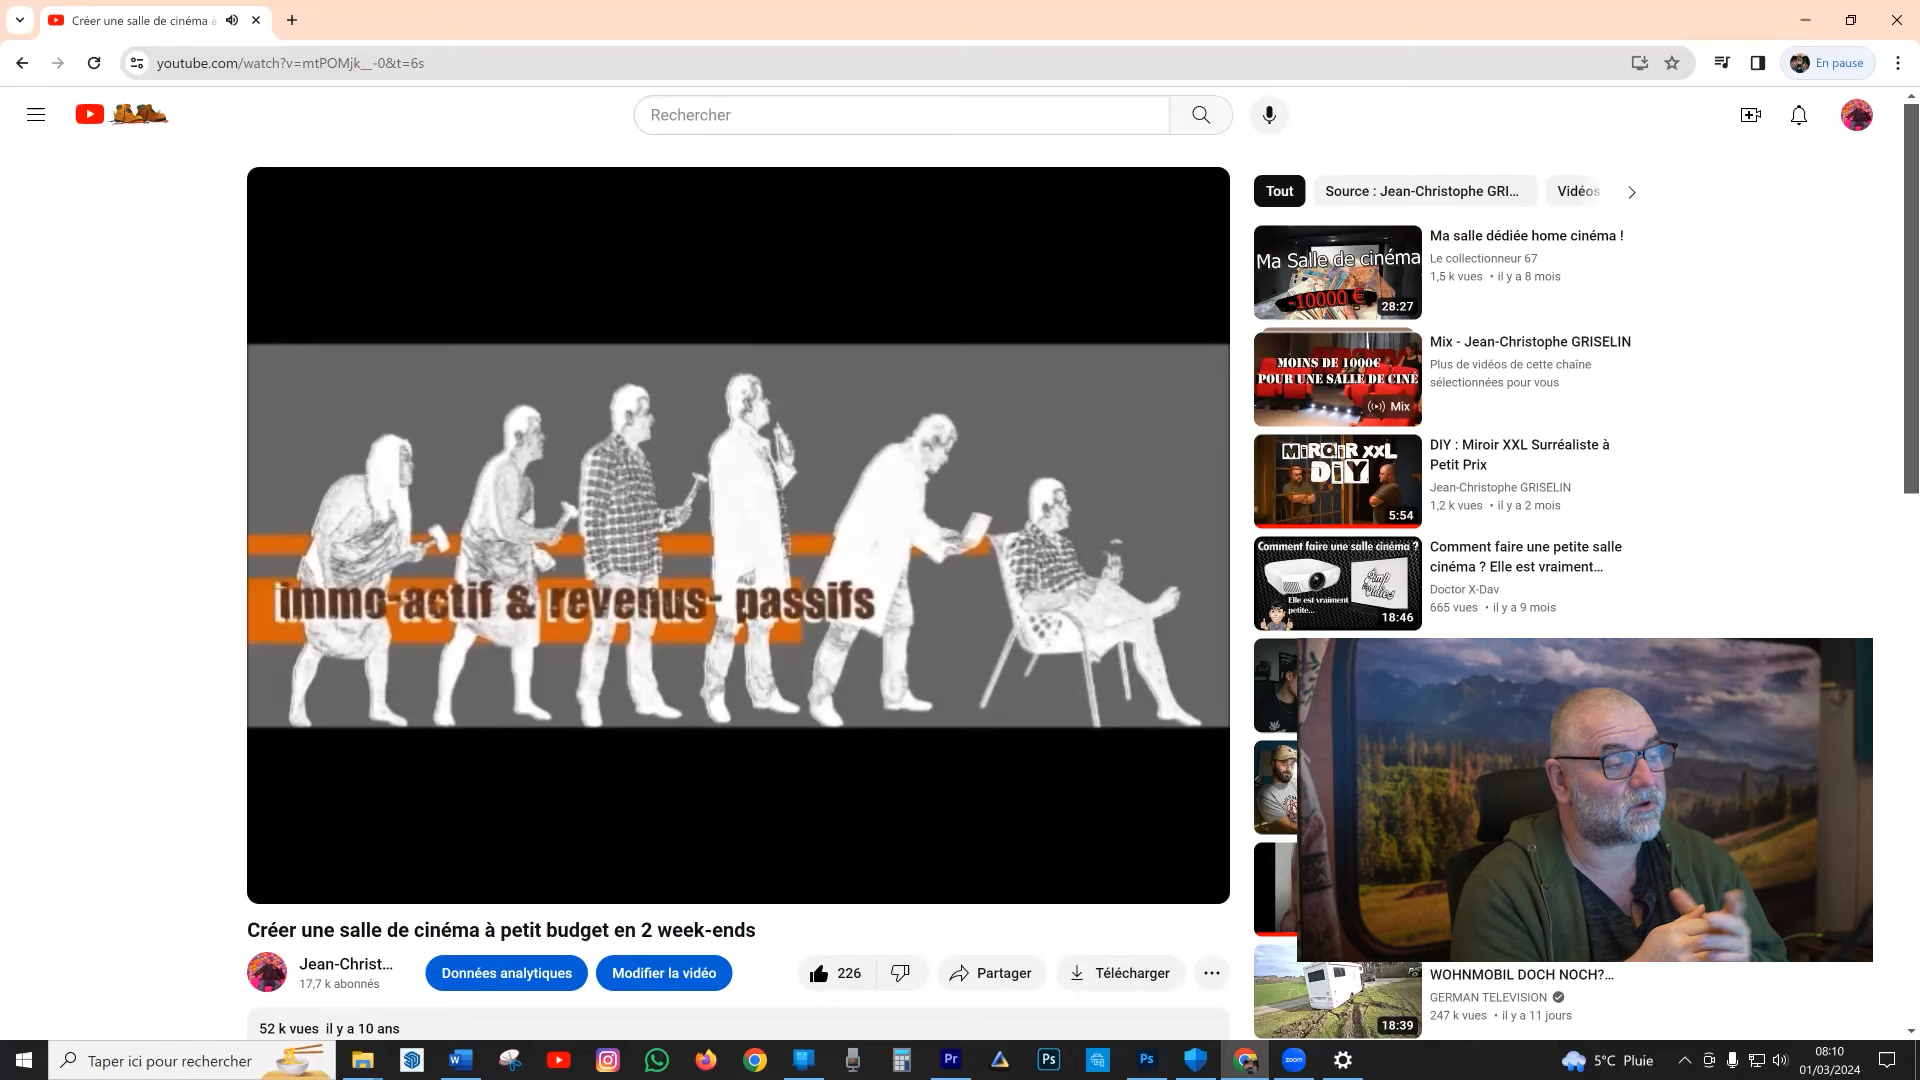 Créer une salle de cinéma à
youtube.com/watch?v=mtPOMjk__-0&t=6s
En pause
Rechercher
Tout
Source : Jean-Christophe GRI...
Vidéos
Ma Salle de cinéma
-10000 €
28:27
Ma salle dédiée home cinéma !
Le collectionneur 67
1,5 k vues • il y a 8 mois
MOINS DE 1000€
POUR UNE SALLE DE CINÉ
Mix
Mix - Jean-Christophe GRISELIN
Plus de vidéos de cette chaîne
sélectionnées pour vous
MiROiR XXL
DiY
5:54
DIY : Miroir XXL Surréaliste à
Petit Prix
Jean-Christophe GRISELIN
1,2 k vues • il y a 2 mois
Comment faire une petite salle cinéma ?
Elle est vraiment
petite...
18:46
Comment faire une petite salle
cinéma ? Elle est vraiment...
Doctor X-Dav
665 vues • il y a 9 mois
immo-actif & revenus- passifs
Créer une salle de cinéma à petit budget en 2 week-ends
Jean-Christ...
17,7 k abonnés
Données analytiques
Modifier la vidéo
226
Partager
Télécharger
52 k vues il y a 10 ans
18:39
WOHNMOBIL DOCH NOCH?...
GERMAN TELEVISION
247 k vues • il y a 11 jours
Taper ici pour rechercher
W
Pr
Ps
Ps
zoom
5°C Pluie
08:10
01/03/2024